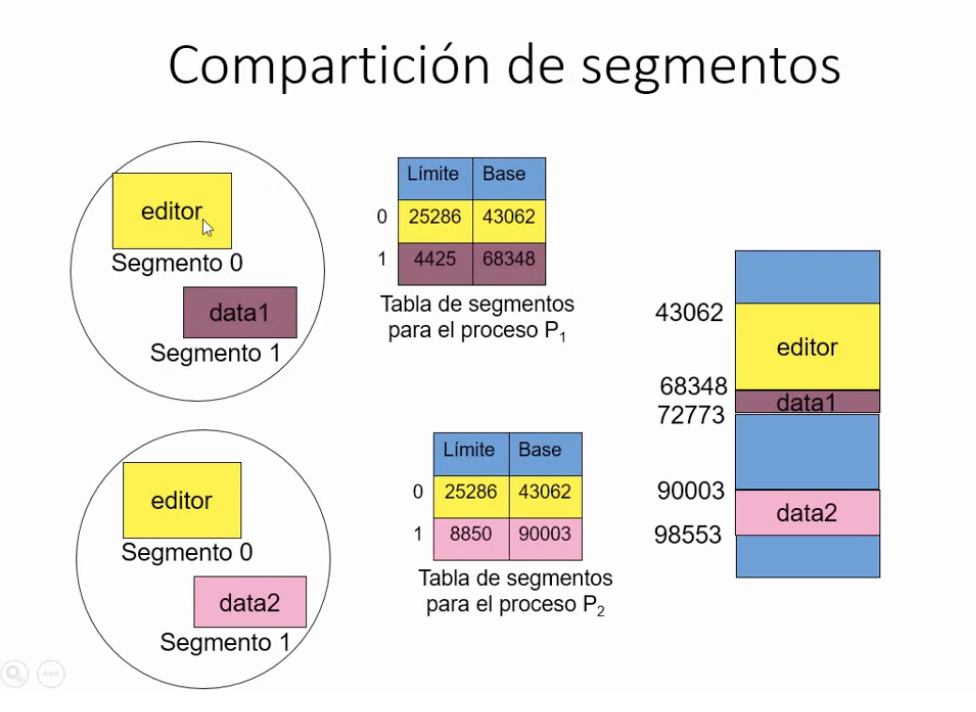 Compartición de segmentos
editor
Segmento 0
data1
Segmento 1
Límite Base
0 25286 43062
1 4425 68348
Tabla de segmentos
para el proceso P1
editor
Segmento 0
data2
Segmento 1
Límite Base
0 25286 43062
1 8850 90003
Tabla de segmentos
para el proceso P2
43062
editor
68348
data1
72773
90003
data2
98553